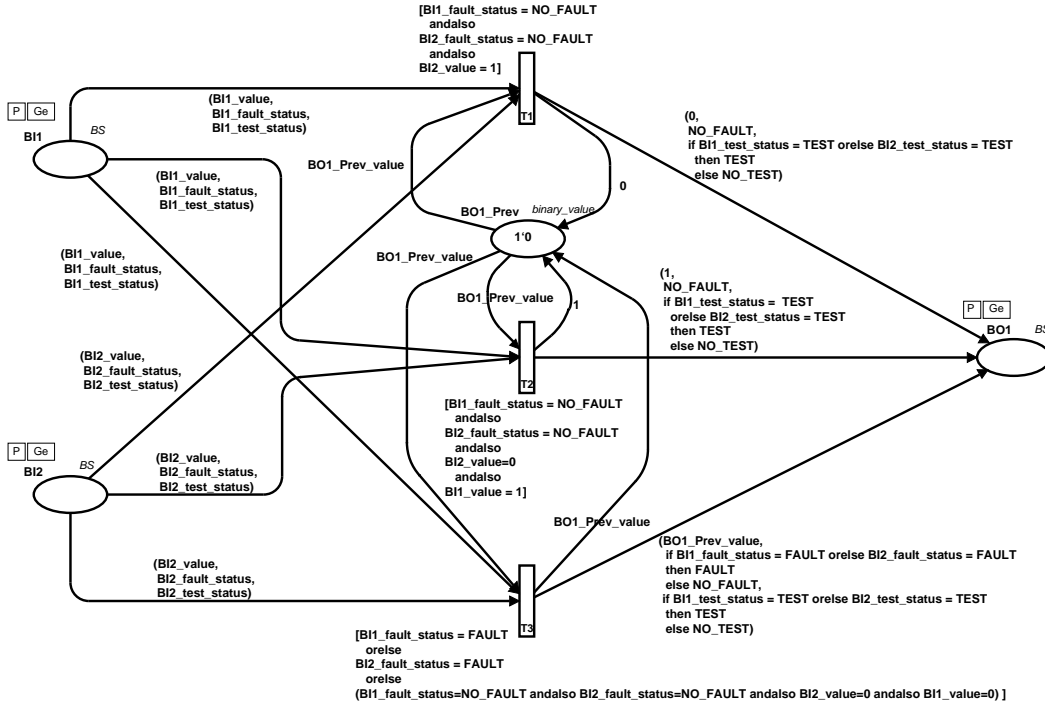 [BI1_fault_status = NO_FAULT
andalso
BI2_fault_status = NO_FAULT
andalso
BI2_value = 1]
T1
(BI1_value,
BI1_fault_status,
BI1_test_status)
P Ge
BI1
BS
(BI1_value,
BI1_fault_status,
BI1_test_status)
(BI1_value,
BI1_fault_status,
BI1_test_status)
BO1_Prev_value
0
(0,
NO_FAULT,
if BI1_test_status = TEST orelse BI2_test_status = TEST
then TEST
else NO_TEST)
BO1_Prev
binary_value
1‘0
BO1_Prev_value
BO1_Prev_value
1
(1,
NO_FAULT,
if BI1_test_status =  TEST
orelse BI2_test_status = TEST
then TEST
else NO_TEST)
P Ge
BO1
BS
T2
(BI2_value,
BI2_fault_status,
BI2_test_status)
[BI1_fault_status = NO_FAULT
andalso
BI2_fault_status = NO_FAULT
andalso
BI2_value=0
andalso
BI1_value = 1]
P Ge
BI2
BS
(BI2_value,
BI2_fault_status,
BI2_test_status)
BO1_Prev_value
(BI2_value,
BI2_fault_status,
BI2_test_status)
(BO1_Prev_value,
if BI1_fault_status = FAULT orelse BI2_fault_status = FAULT
then FAULT
else NO_FAULT,
if BI1_test_status = TEST orelse BI2_test_status = TEST
then TEST
else NO_TEST)
T3
[BI1_fault_status = FAULT
orelse
BI2_fault_status = FAULT
orelse
(BI1_fault_status=NO_FAULT andalso BI2_fault_status=NO_FAULT andalso BI2_value=0 andalso BI1_value=0) ]